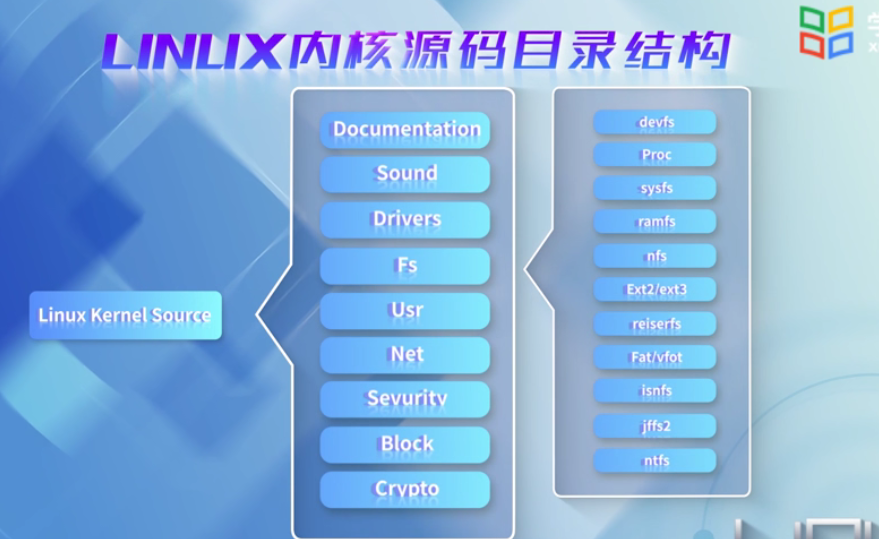 LINUX内核源码目录结构
Linux Kernel Source
Documentation
Sound
Drivers
Fs
Usr
Net
Sevurity
Block
Crypto
devfs
Proc
sysfs
ramfs
nfs
Ext2/ext3
reiserfs
Fat/vfot
isnfs
jffs2
ntfs